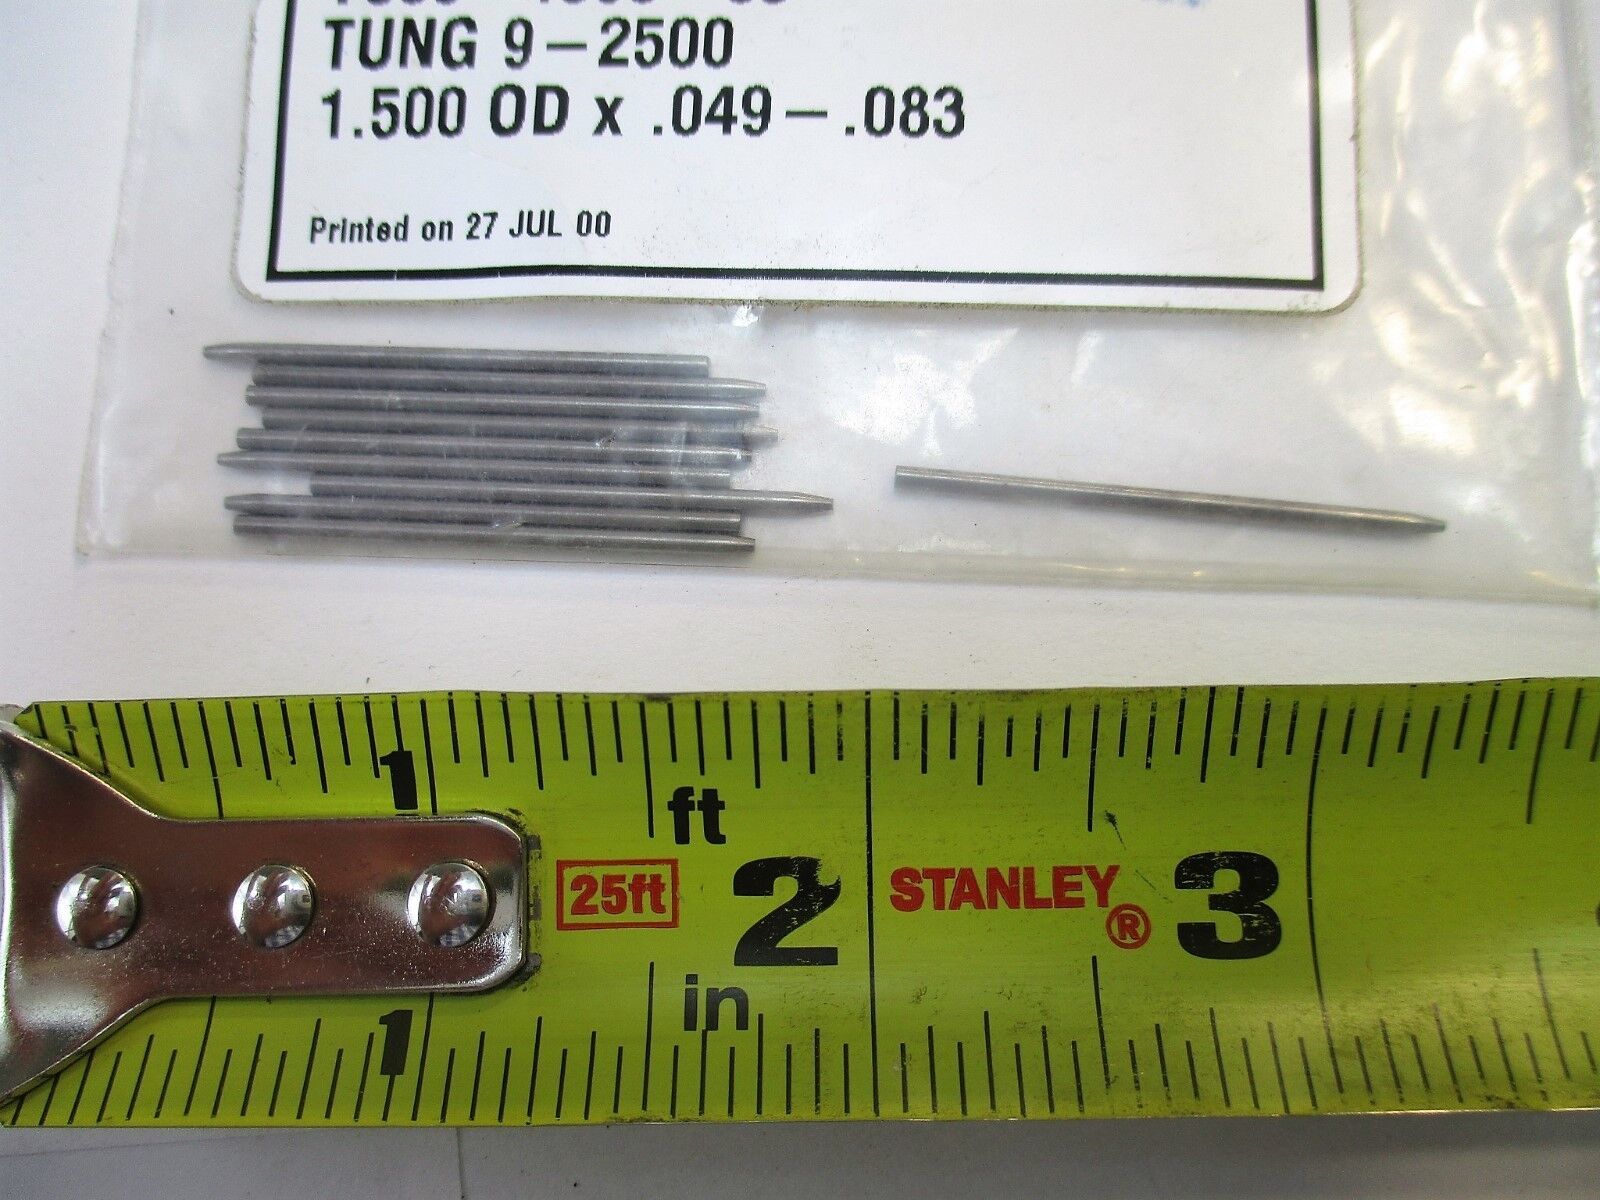 TUNG 9-2500
1.500 OD x .049-.083
Printed on 27 JUL 00
1
ft
25ft
2
STANLEY
®
3
in
1